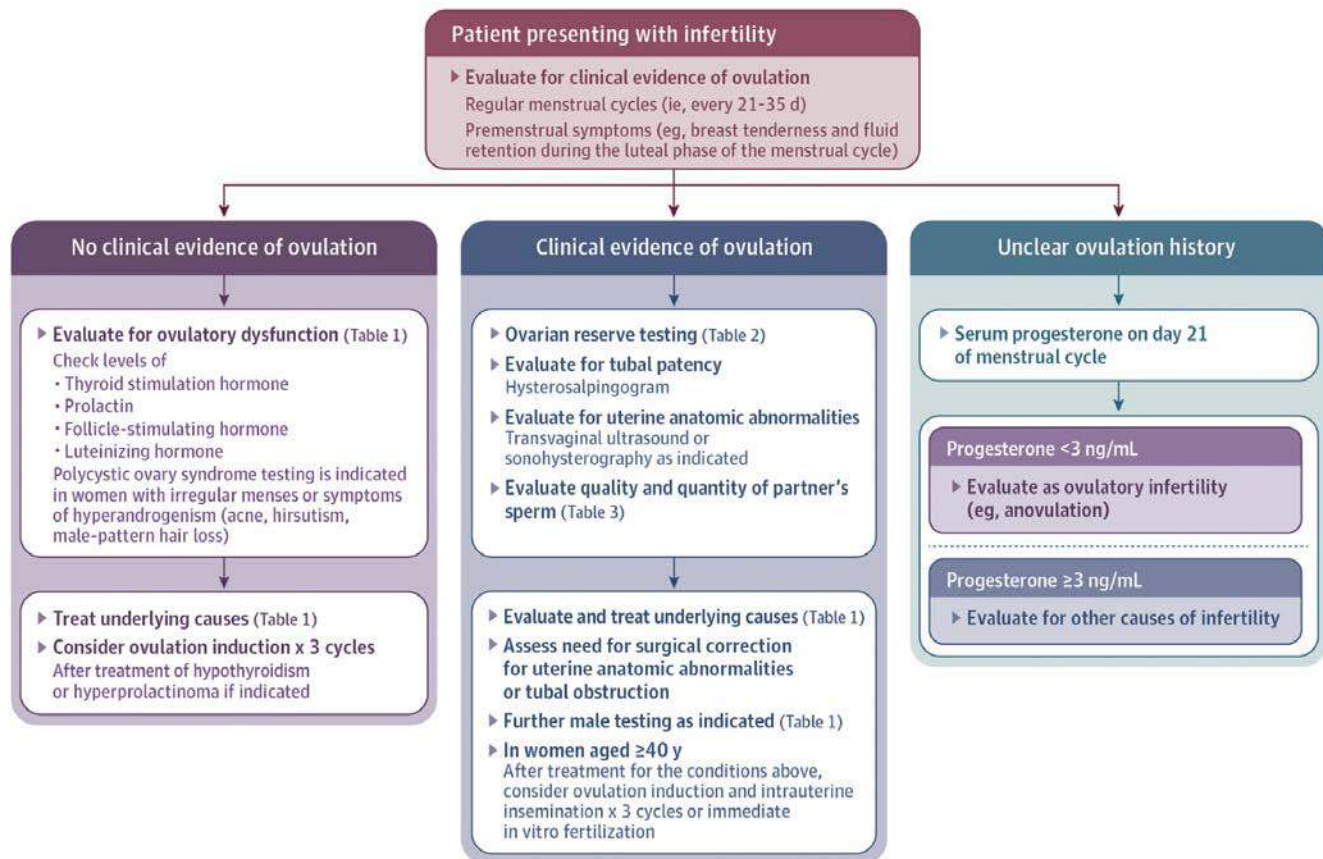 Patient presenting with infertility
▶ Evaluate for clinical evidence of ovulation
Regular menstrual cycles (ie, every 21-35 d)
Premenstrual symptoms (eg, breast tenderness and fluid
retention during the luteal phase of the menstrual cycle)
No clinical evidence of ovulation
▶ Evaluate for ovulatory dysfunction (Table 1)
Check levels of
• Thyroid stimulation hormone
• Prolactin
• Follicle-stimulating hormone
• Luteinizing hormone
Polycystic ovary syndrome testing is indicated
in women with irregular menses or symptoms
of hyperandrogenism (acne, hirsutism,
male-pattern hair loss)
▶ Treat underlying causes (Table 1)
▶ Consider ovulation induction x 3 cycles
After treatment of hypothyroidism
or hyperprolactinoma if indicated
Clinical evidence of ovulation
▶ Ovarian reserve testing (Table 2)
▶ Evaluate for tubal patency
Hysterosalpingogram
▶ Evaluate for uterine anatomic abnormalities
Transvaginal ultrasound or
sonohysterography as indicated
▶ Evaluate quality and quantity of partner's
sperm (Table 3)
▶ Evaluate and treat underlying causes (Table 1)
▶ Assess need for surgical correction
for uterine anatomic abnormalities
or tubal obstruction
▶ Further male testing as indicated (Table 1)
▶ In women aged ≥40 y
After treatment for the conditions above,
consider ovulation induction and intrauterine
insemination x 3 cycles or immediate
in vitro fertilization
Unclear ovulation history
▶ Serum progesterone on day 21
of menstrual cycle
Progesterone <3 ng/mL
▶ Evaluate as ovulatory infertility
(eg, anovulation)
Progesterone ≥3 ng/mL
▶ Evaluate for other causes of infertility